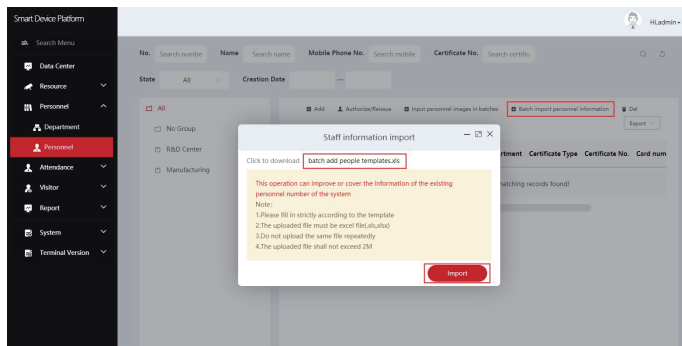 Smart Device Platform
Hi,admin
Search Menu
No. Search numbe Name Search name Mobile Phone No. Search mobile Certificate No. Search certific
Data Center
State All Creation Date —
Resource
Personnel
All
Add Authorize/Reissue Input personnel images in batches Batch import personnel information Del
Export
Department
No Group
Personnel
R&D Center
Staff information import
rtment Certificate Type Certificate No. Card num
Attendance
Manufacturing
Click to download batch add people templates.xls
Visitor
This operation can improve or cover the information of the existing
personnel number of the system
atching records found!
Report
Note:
1.Please fill in strictly according to the template
2.The uploaded file must be excel file(.xls,xlsx)
System
3.Do not upload the same file repeatedly
4.The uploaded file shall not exceed 2M
Terminal Version
Import